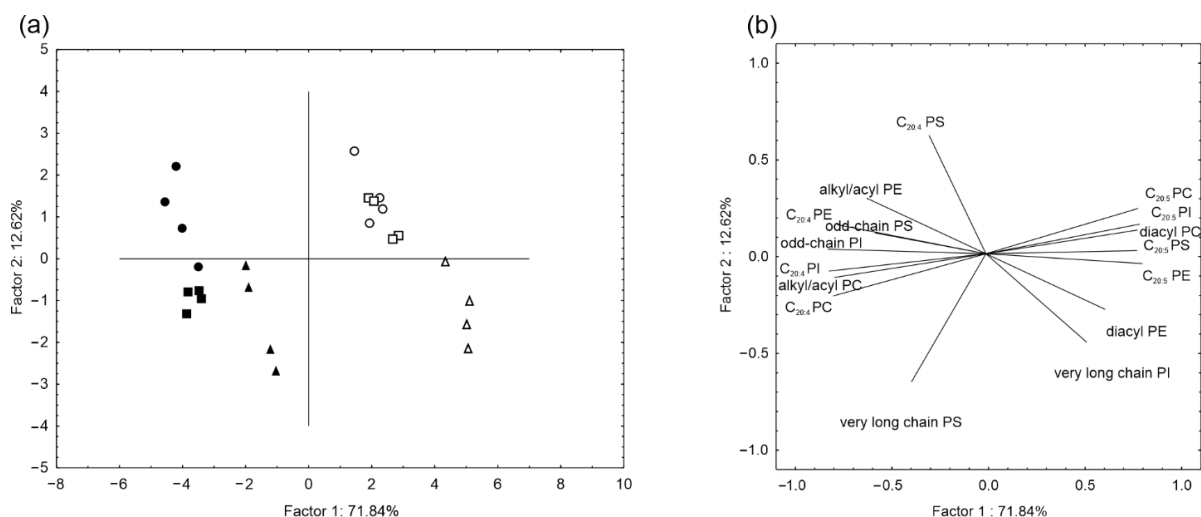 (a)
5
4
3
2
1
0
−1
−2
−3
−4
−5
Factor 2: 12.62%
−8
−6
−4
−2
0
2
4
6
8
10
Factor 1: 71.84%
(b)
1.0
0.5
0.0
−0.5
−1.0
Factor 2 : 12.62%
C20:4 PS
alkyl/acyl PE
C20:4 PE
odd-chain PS
odd-chain PI
C20:4 PI
alkyl/acyl PC
C20:4 PC
C20:5 PC
C20:5 PI
diacyl PC
C20:5 PS
C20:5 PE
diacyl PE
very long chain PI
very long chain PS
−1.0
−0.5
0.0
0.5
1.0
Factor 1 : 71.84%